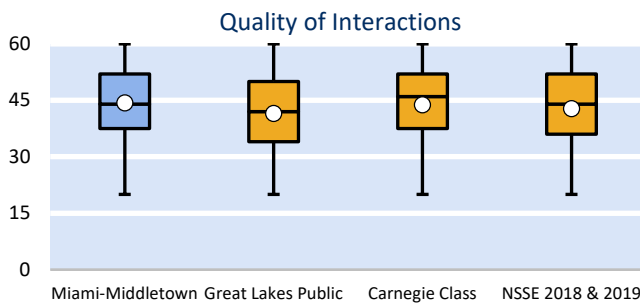 Quality of Interactions
60
45
30
15
0
Miami-Middletown Great Lakes Public Carnegie Class NSSE 2018 & 2019